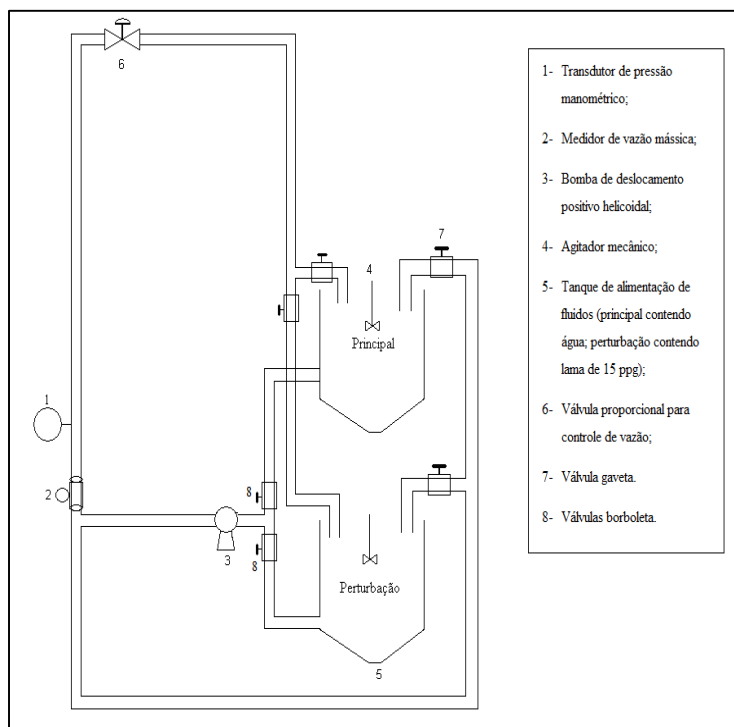 6
7
4
Principal
1
2
8
3
8
Perturbação
5
1- Transdutor de pressão
manométrico;
2- Medidor de vazão mássica;
3- Bomba de deslocamento
positivo helicoidal;
4- Agitador mecânico;
5- Tanque de alimentação de
fluidos (principal contendo
água; perturbação contendo
lama de 15 ppg);
6- Válvula proporcional para
controle de vazão;
7- Válvula gaveta.
8- Válvulas borboleta.